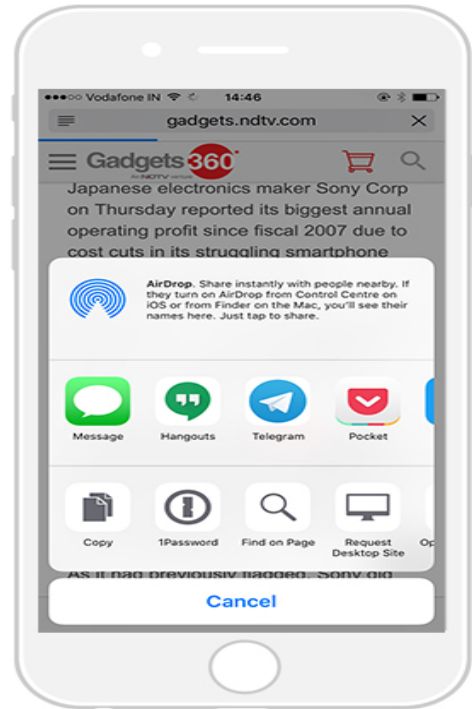 Vodafone IN 14:46
gadgets.ndtv.com
Gadgets 360
An NDTV venture
Japanese electronics maker Sony Corp
on Thursday reported its biggest annual
operating profit since fiscal 2007 due to
cost cuts in its struggling smartphone
AirDrop. Share instantly with people nearby. If
they turn on AirDrop from Control Centre on
iOS or from Finder on the Mac, you'll see their
names here. Just tap to share.
Message Hangouts Telegram Pocket
Copy 1Password Find on Page Request Op
Desktop Site
As it had previously flagged, Sony did
Cancel